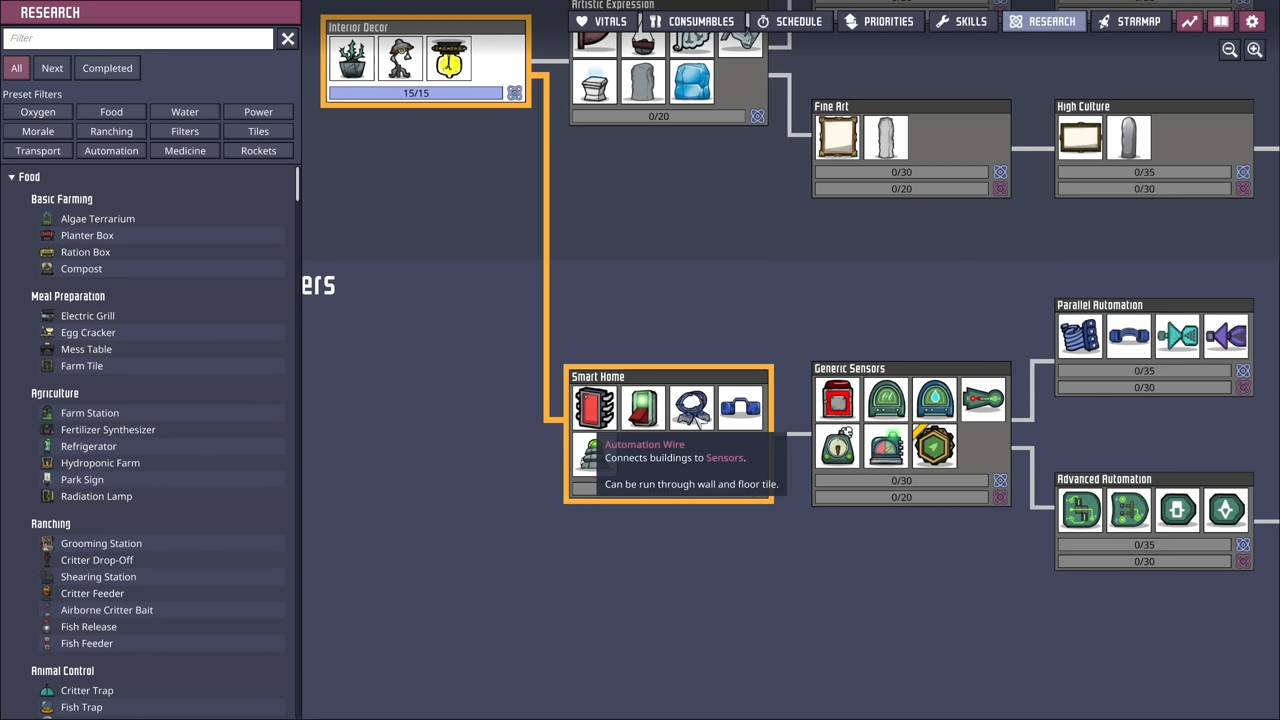 RESEARCH
Filter
All
Next
Completed
Preset Filters
Oxygen
Food
Water
Power
Morale
Ranching
Filters
Tiles
Transport
Automation
Medicine
Rockets
Food
Basic Farming
Algae Terrarium
Planter Box
Ration Box
Compost
Meal Preparation
Electric Grill
Egg Cracker
Mess Table
Farm Tile
Agriculture
Farm Station
Fertilizer Synthesizer
Refrigerator
Hydroponic Farm
Park Sign
Radiation Lamp
Ranching
Grooming Station
Critter Drop-Off
Shearing Station
Critter Feeder
Airborne Critter Bait
Fish Release
Fish Feeder
Animal Control
Critter Trap
Fish Trap
VITALS
CONSUMABLES
SCHEDULE
PRIORITIES
SKILLS
RESEARCH
STARMAP
Interior Decor
15/15
Artistic Expression
0/20
Fine Art
0/30
0/20
High Culture
0/35
0/30
ers
Smart Home
Automation Wire
Connects buildings to Sensors.
Can be run through wall and floor tile.
Generic Sensors
0/30
0/20
Parallel Automation
0/35
0/30
Advanced Automation
0/35
0/30